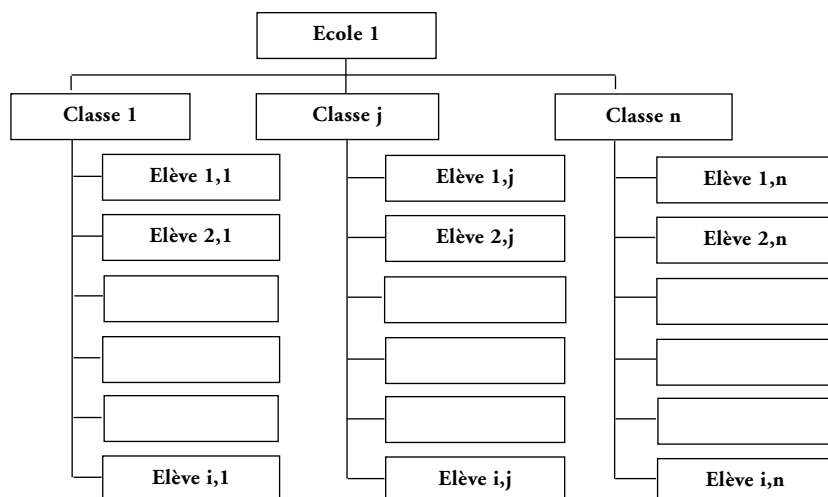 Ecole 1
Classe 1
Classe j
Classe n
Elève 1,1
Elève 1,j
Elève 1,n
Elève 2,1
Elève 2,j
Elève 2,n
Elève i,1
Elève i,j
Elève i,n